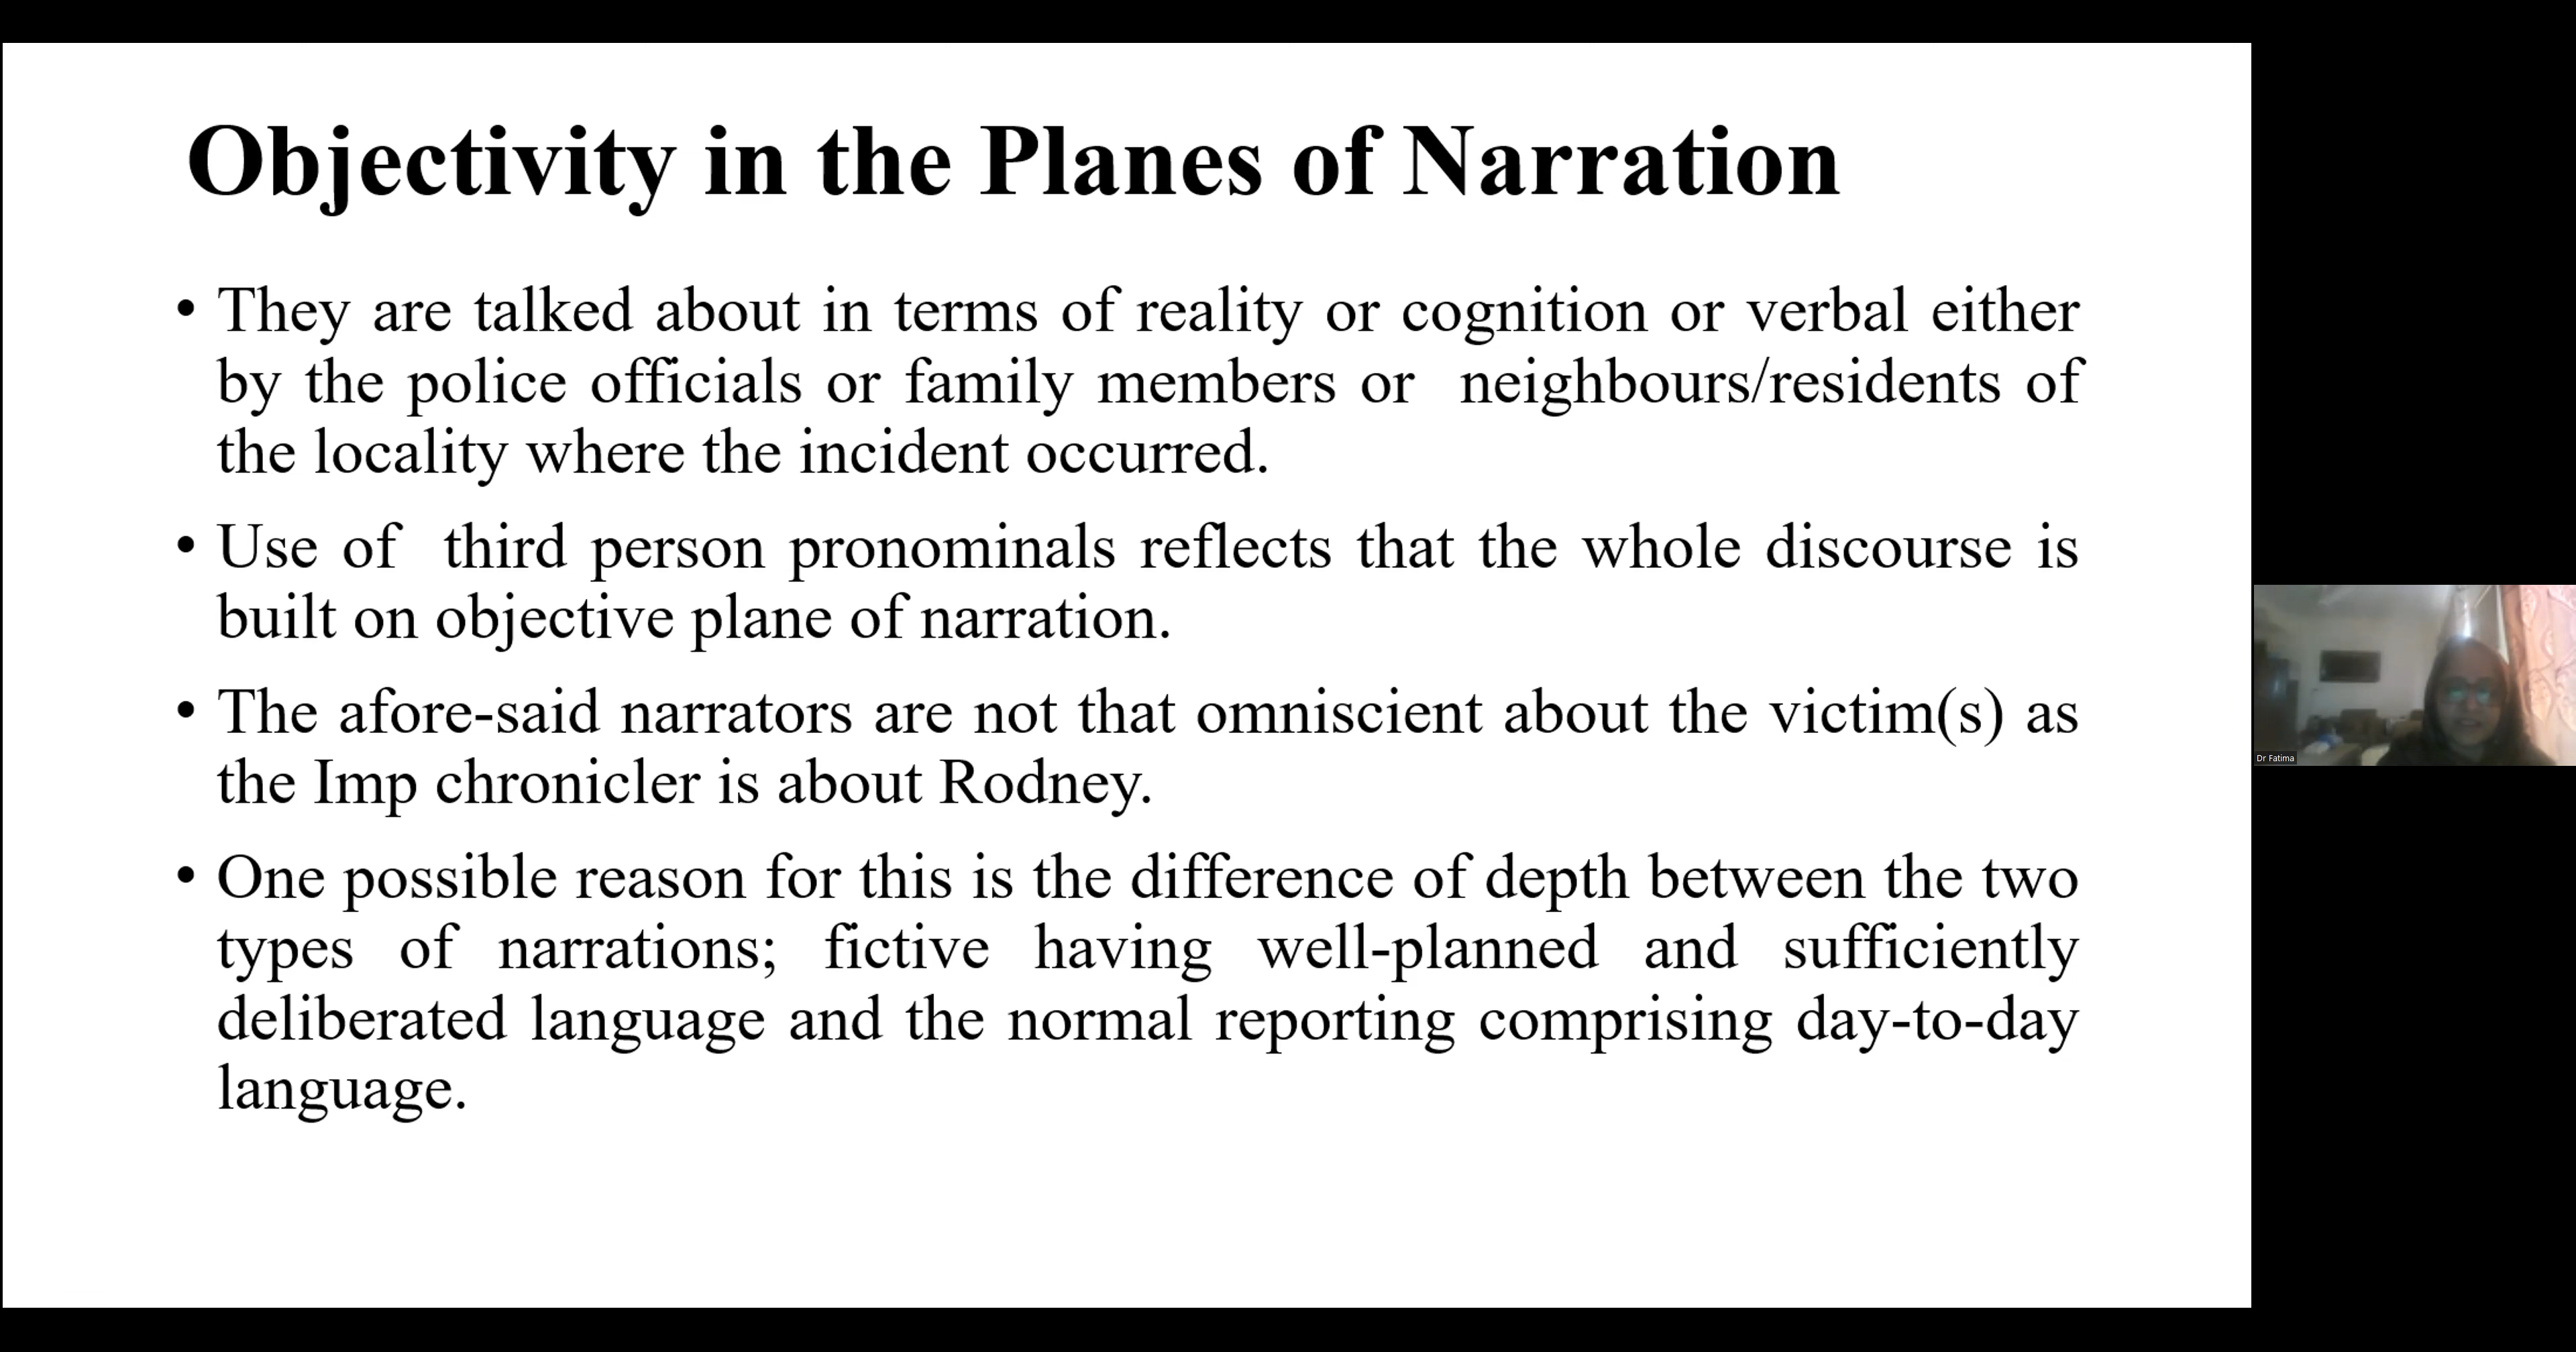 Objectivity in the Planes of Narration
• They are talked about in terms of reality or cognition or verbal either
by the police officials or family members or neighbours/residents of
the locality where the incident occurred.
• Use of third person pronominals reflects that the whole discourse is
built on objective plane of narration.
• The afore-said narrators are not that omniscient about the victim(s) as
the Imp chronicler is about Rodney.
• One possible reason for this is the difference of depth between the two
types of narrations; fictive having well-planned and sufficiently
deliberated language and the normal reporting comprising day-to-day
language.
Dr Fatima